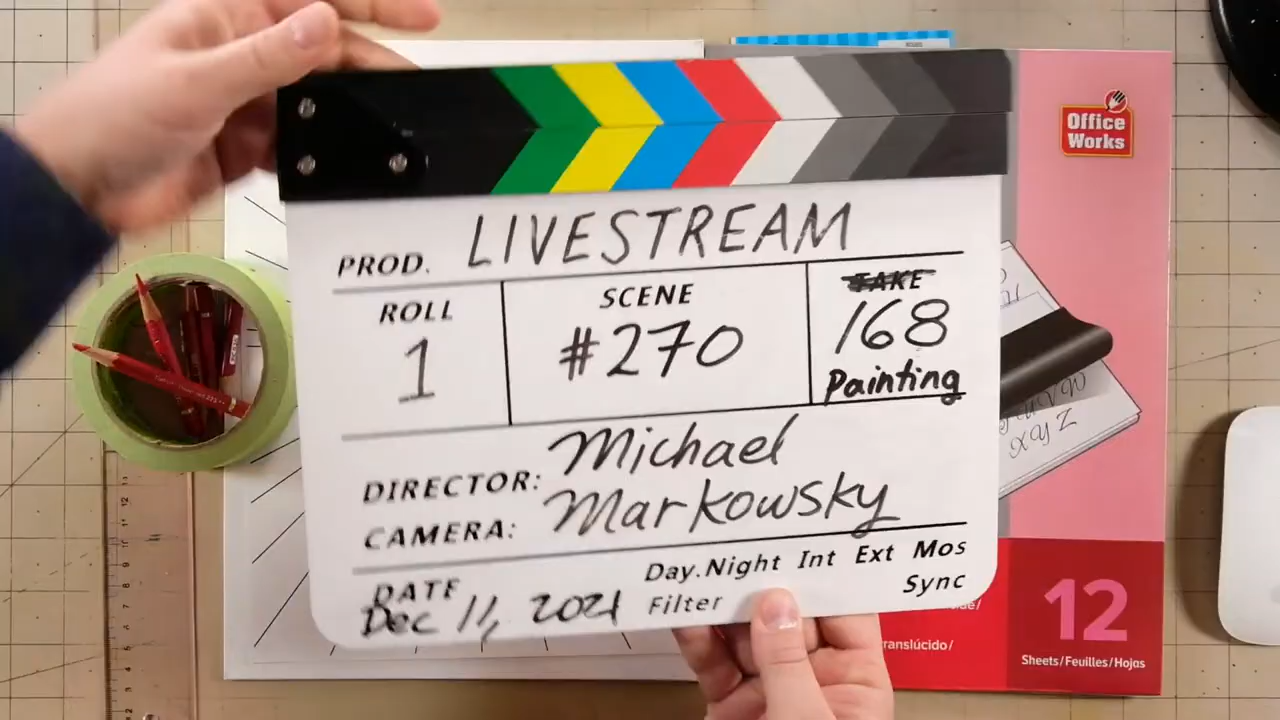 Office
Works
PROD. LIVESTREAM
ROLL
1
SCENE
#270
TAKE
168
Painting
DIRECTOR: Michael
CAMERA: Markowsky
DATE
Dec 11, 2021
Day.Night Int Ext Mos
Filter Sync
X Y Z
translúcido/
12
Sheets/Feuilles/Hojas